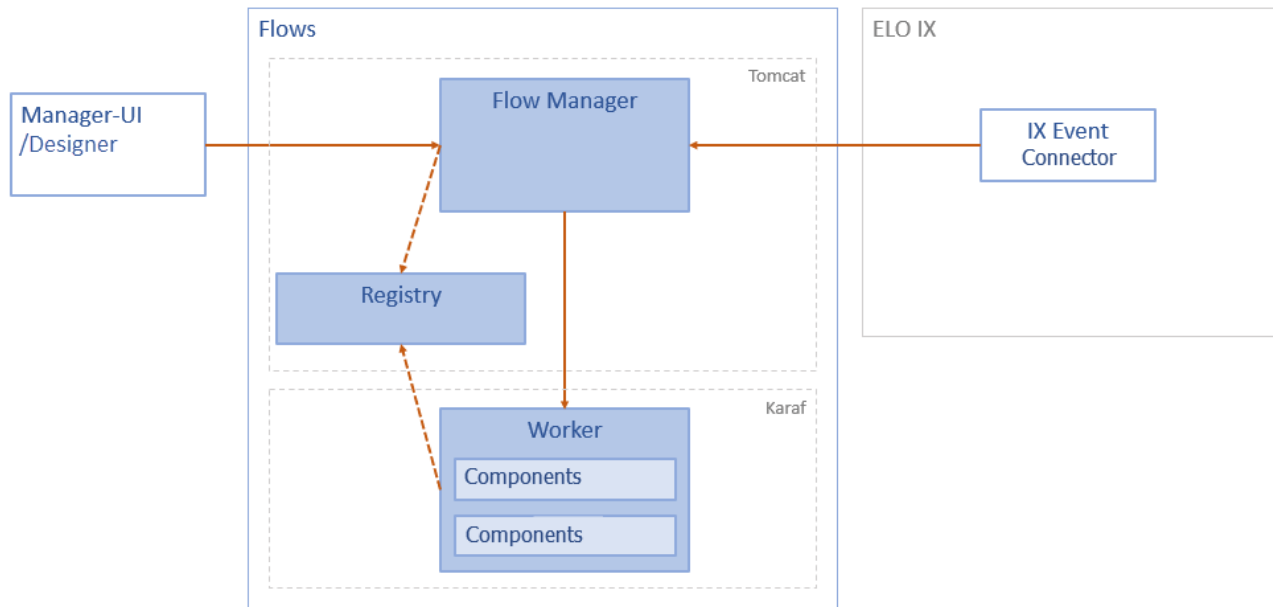 Flows
ELO IX
Tomcat
Flow Manager
Manager-UI
/Designer
IX Event
Connector
Registry
Karaf
Worker
Components
Components